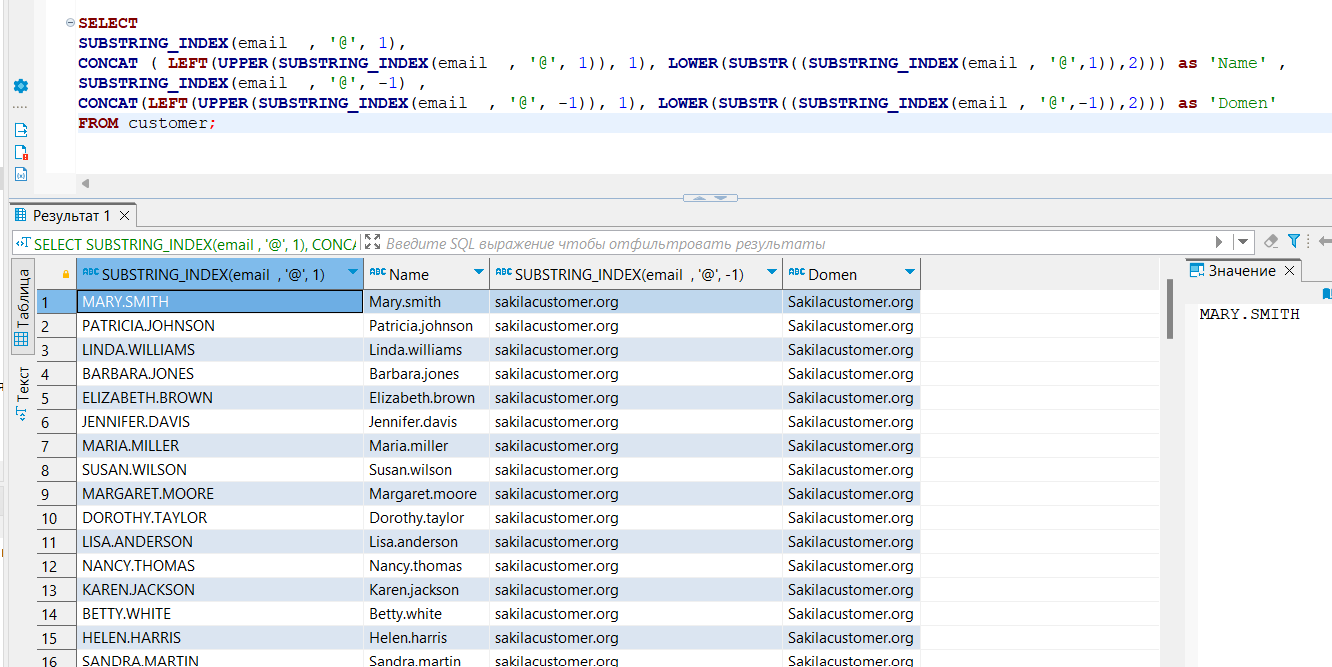 SELECT
SUBSTRING_INDEX(email  , '@', 1),
CONCAT ( LEFT(UPPER(SUBSTRING_INDEX(email  , '@', 1)), 1), LOWER(SUBSTR((SUBSTRING_INDEX(email , '@',1)),2))) as 'Name' ,
SUBSTRING_INDEX(email  , '@', -1) ,
CONCAT(LEFT(UPPER(SUBSTRING_INDEX(email  , '@', -1)), 1), LOWER(SUBSTR((SUBSTRING_INDEX(email , '@',-1)),2))) as 'Domen'
FROM customer;
Результат 1
SELECT SUBSTRING_INDEX(email , '@', 1), CONCA Введите SQL выражение чтобы отфильтровать результаты
Таблица
Текст
ABC SUBSTRING_INDEX(email , '@', 1) ABC Name ABC SUBSTRING_INDEX(email , '@', -1) ABC Domen
1 MARY.SMITH Mary.smith sakilacustomer.org Sakilacustomer.org
2 PATRICIA.JOHNSON Patricia.johnson sakilacustomer.org Sakilacustomer.org
3 LINDA.WILLIAMS Linda.williams sakilacustomer.org Sakilacustomer.org
4 BARBARA.JONES Barbara.jones sakilacustomer.org Sakilacustomer.org
5 ELIZABETH.BROWN Elizabeth.brown sakilacustomer.org Sakilacustomer.org
6 JENNIFER.DAVIS Jennifer.davis sakilacustomer.org Sakilacustomer.org
7 MARIA.MILLER Maria.miller sakilacustomer.org Sakilacustomer.org
8 SUSAN.WILSON Susan.wilson sakilacustomer.org Sakilacustomer.org
9 MARGARET.MOORE Margaret.moore sakilacustomer.org Sakilacustomer.org
10 DOROTHY.TAYLOR Dorothy.taylor sakilacustomer.org Sakilacustomer.org
11 LISA.ANDERSON Lisa.anderson sakilacustomer.org Sakilacustomer.org
12 NANCY.THOMAS Nancy.thomas sakilacustomer.org Sakilacustomer.org
13 KAREN.JACKSON Karen.jackson sakilacustomer.org Sakilacustomer.org
14 BETTY.WHITE Betty.white sakilacustomer.org Sakilacustomer.org
15 HELEN.HARRIS Helen.harris sakilacustomer.org Sakilacustomer.org
16 SANDRA.MARTIN Sandra.martin sakilacustomer.org Sakilacustomer.org
Значение
MARY.SMITH